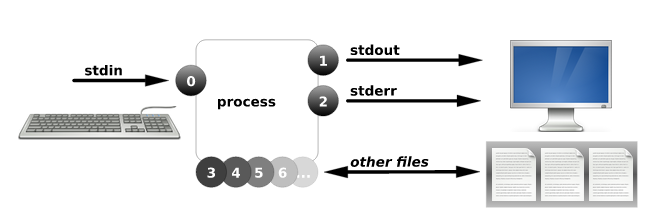 stdin
0
process
1
stdout
2
stderr
3 4 5 6 ...
other files